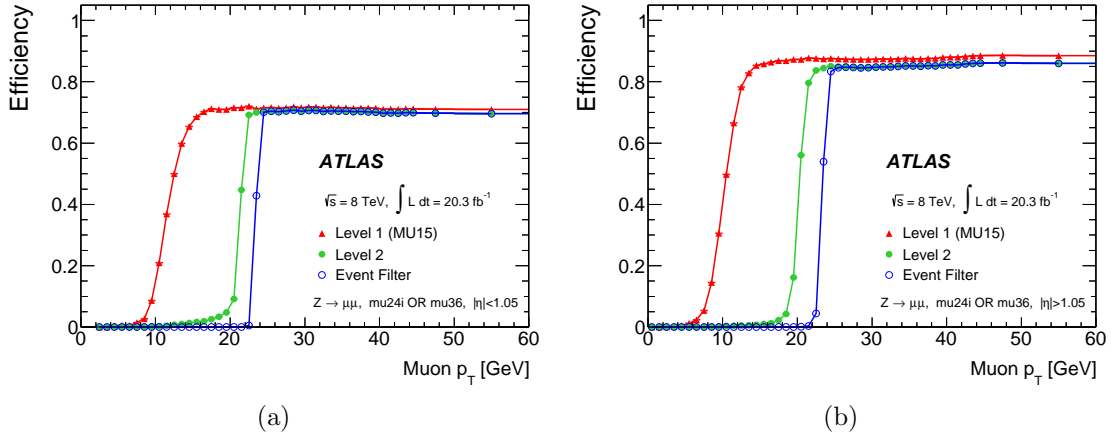 Efficiency
1
0.8
0.6
0.4
0.2
0
0 10 20 30 40 50 60
Muon p_T [GeV]
ATLAS
√s = 8 TeV, ∫ L dt = 20.3 fb⁻¹
Level 1 (MU15)
Level 2
Event Filter
Z → μμ, mu24i OR mu36, |η|<1.05
(a)
Efficiency
1
0.8
0.6
0.4
0.2
0
0 10 20 30 40 50 60
Muon p_T [GeV]
ATLAS
√s = 8 TeV, ∫ L dt = 20.3 fb⁻¹
Level 1 (MU15)
Level 2
Event Filter
Z → μμ, mu24i OR mu36, |η|>1.05
(b)